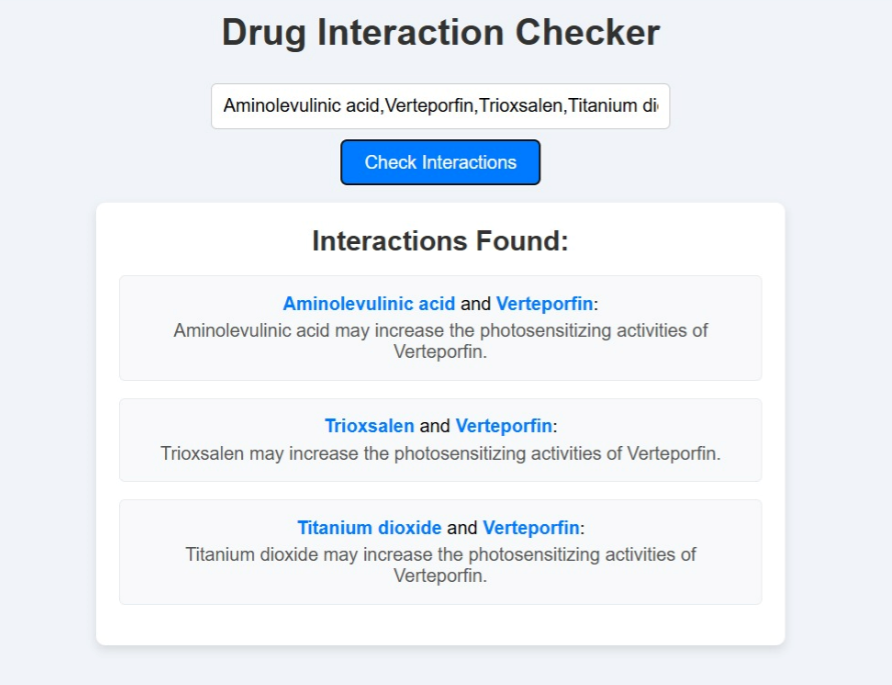 Drug Interaction Checker
Aminolevulinic acid,Verteporfin,Trioxsalen,Titanium di
Check Interactions
Interactions Found:
Aminolevulinic acid and Verteporfin:
Aminolevulinic acid may increase the photosensitizing activities of
Verteporfin.
Trioxsalen and Verteporfin:
Trioxsalen may increase the photosensitizing activities of Verteporfin.
Titanium dioxide and Verteporfin:
Titanium dioxide may increase the photosensitizing activities of
Verteporfin.